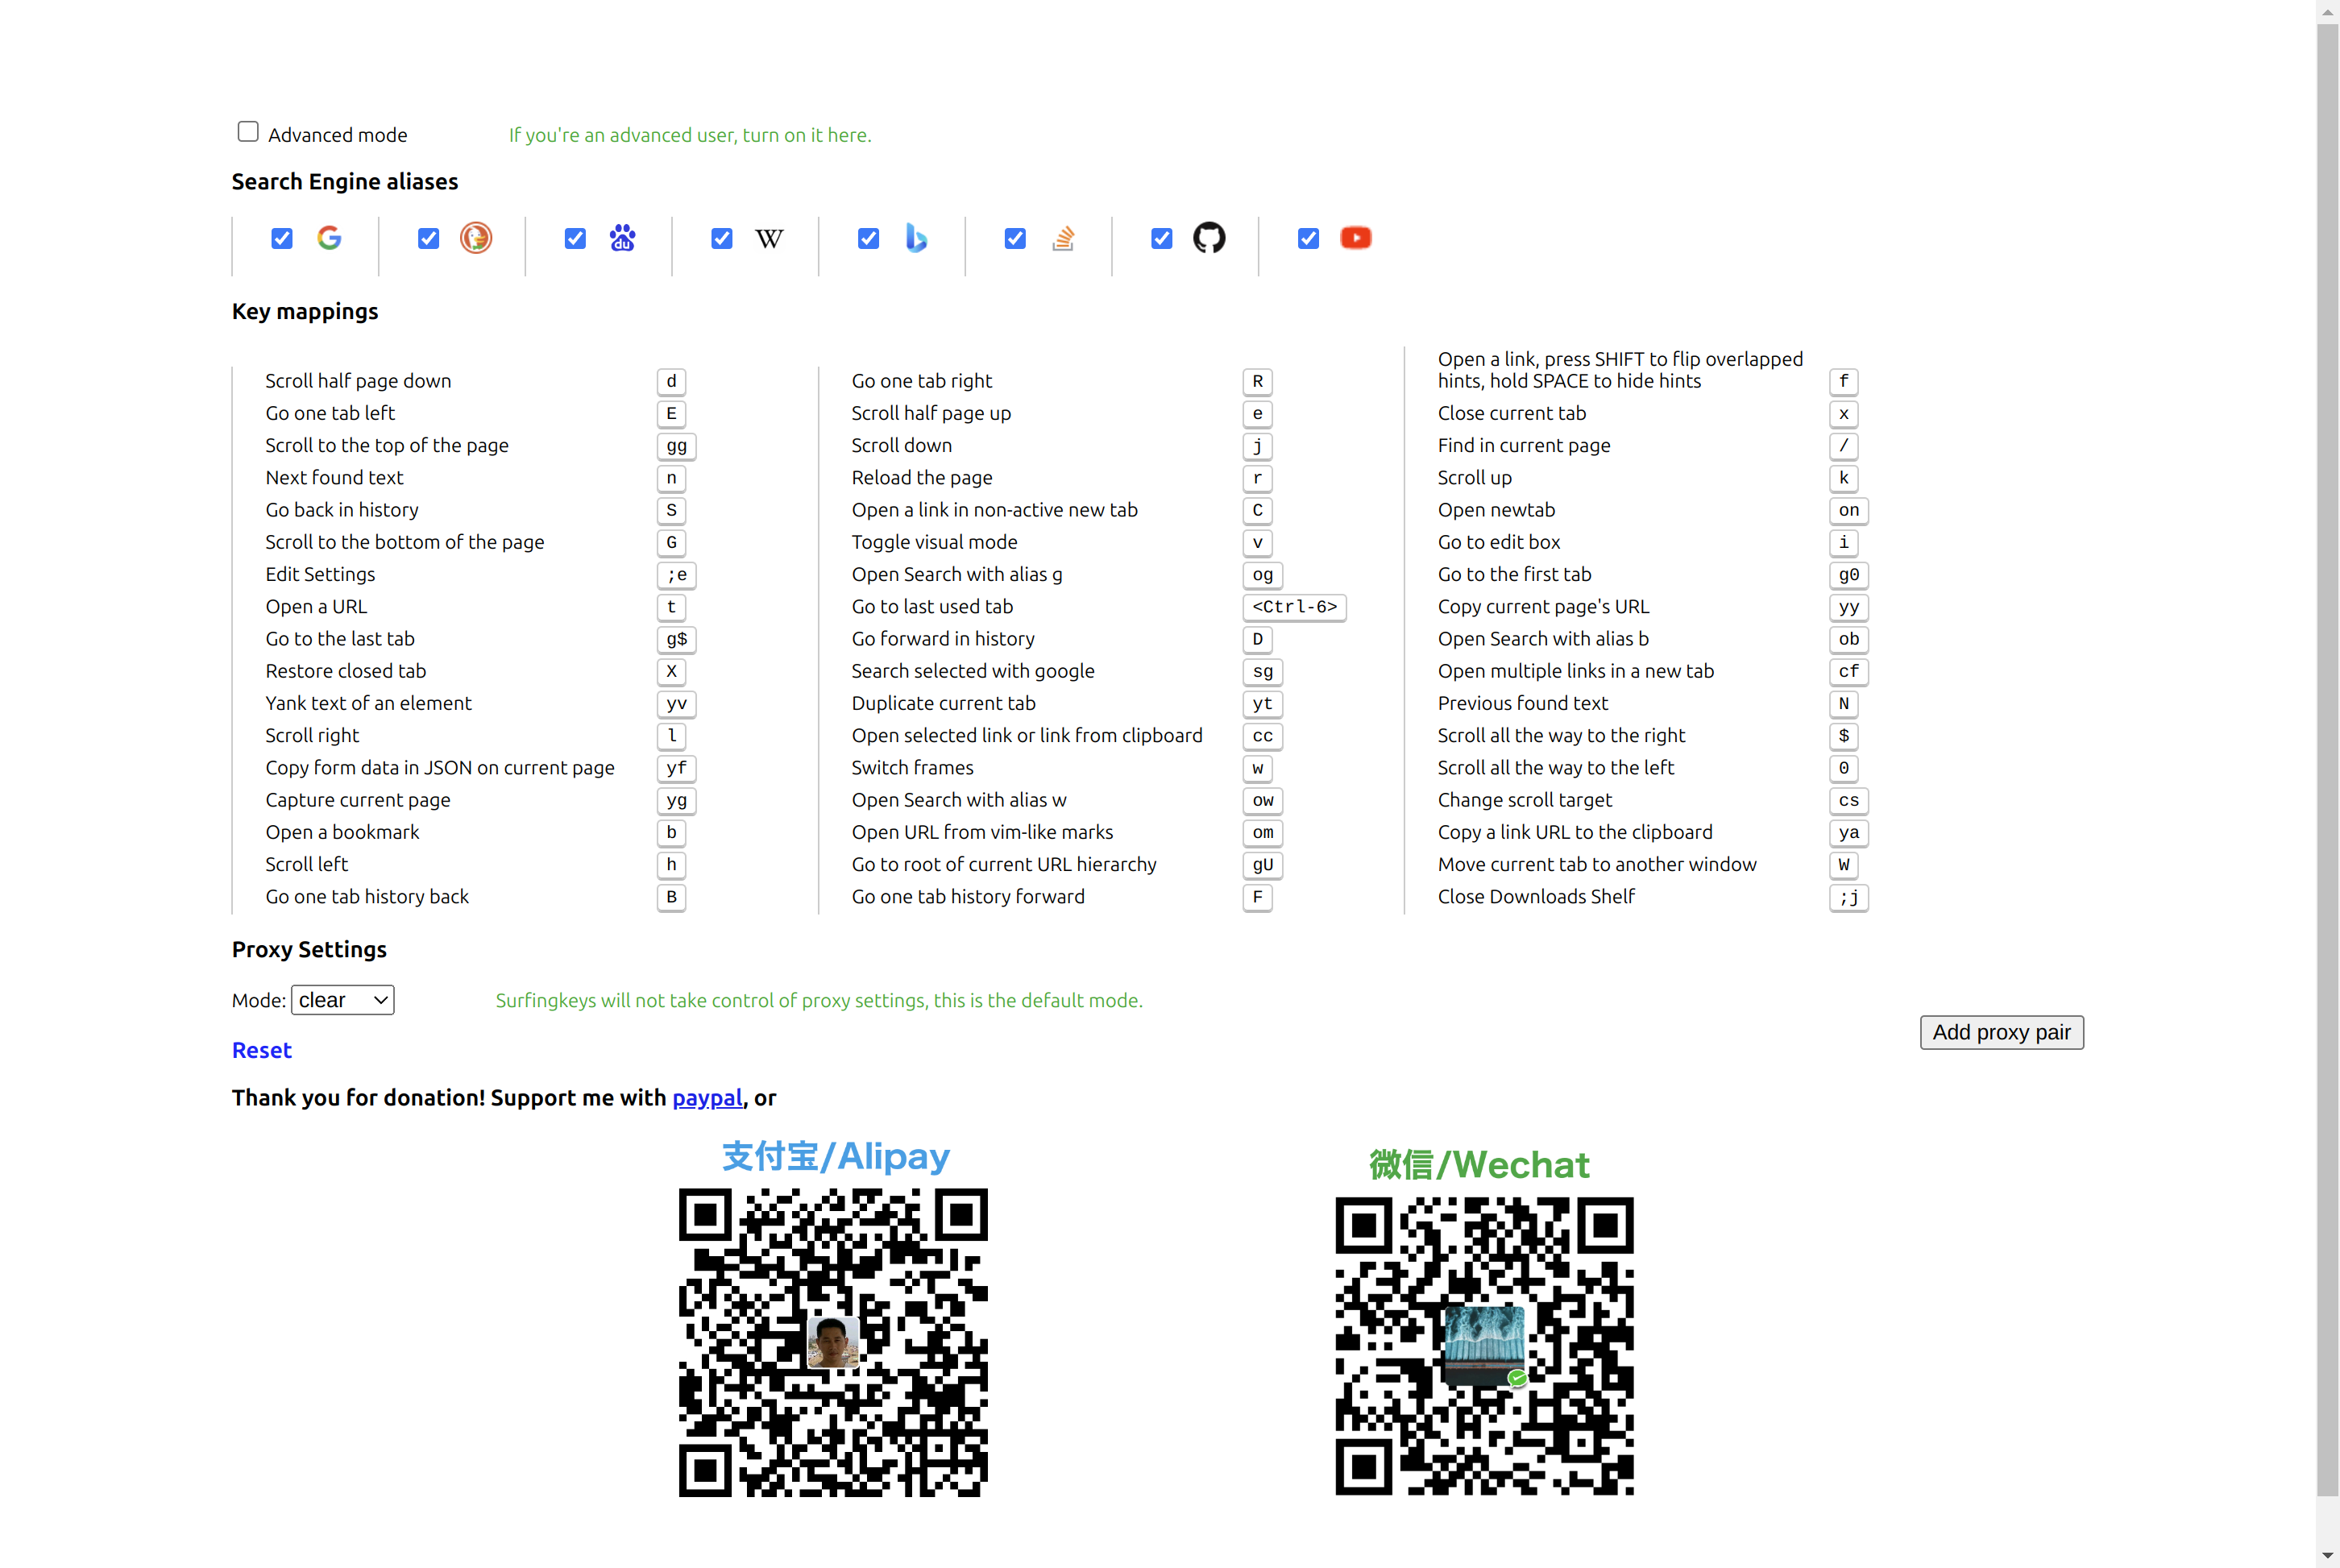 Advanced mode If you're an advanced user, turn on it here.
Search Engine aliases
du W
Key mappings
Open a link, press SHIFT to flip overlapped
Scroll half page down d Go one tab right R hints, hold SPACE to hide hints f
Go one tab left E Scroll half page up e Close current tab x
Scroll to the top of the page gg Scroll down j Find in current page /
Next found text n Reload the page r Scroll up k
Go back in history S Open a link in non-active new tab C Open newtab on
Scroll to the bottom of the page G Toggle visual mode v Go to edit box i
Edit Settings ;e Open Search with alias g og Go to the first tab g0
Open a URL t Go to last used tab <Ctrl-6> Copy current page's URL yy
Go to the last tab g$ Go forward in history D Open Search with alias b ob
Restore closed tab X Search selected with google sg Open multiple links in a new tab cf
Yank text of an element yv Duplicate current tab yt Previous found text N
Scroll right l Open selected link or link from clipboard cc Scroll all the way to the right $
Copy form data in JSON on current page yf Switch frames w Scroll all the way to the left 0
Capture current page yg Open Search with alias w ow Change scroll target cs
Open a bookmark b Open URL from vim-like marks om Copy a link URL to the clipboard ya
Scroll left h Go to root of current URL hierarchy gU Move current tab to another window W
Go one tab history back B Go one tab history forward F Close Downloads Shelf ;j
Proxy Settings
Mode: clear Surfingkeys will not take control of proxy settings, this is the default mode.
Add proxy pair
Reset
Thank you for donation! Support me with paypal, or
支付宝/Alipay 微信/Wechat